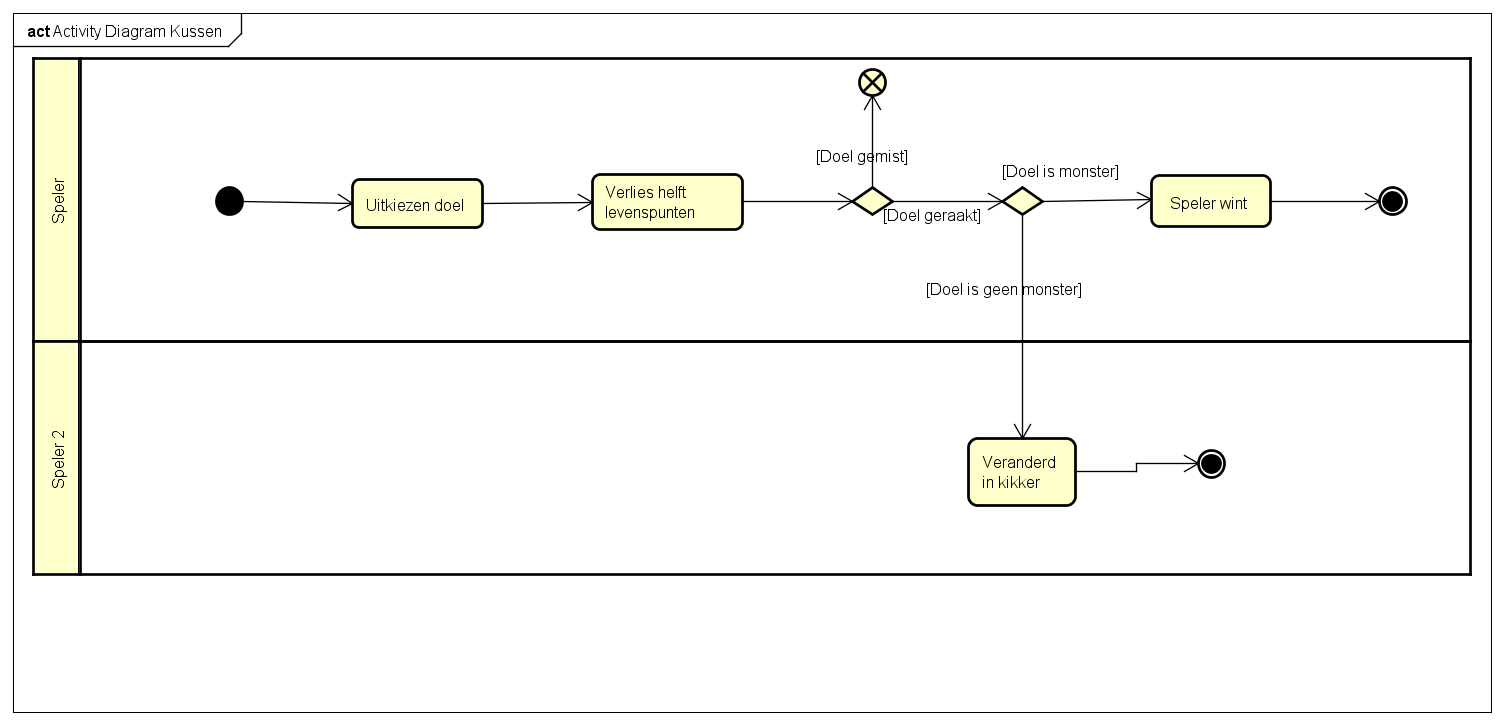 act Activity Diagram Kussen
Speler
[Doel gemist]
[Doel is monster]
Uitkiezen doel
Verlies helft
levenspunten
[Doel geraakt]
Speler wint
[Doel is geen monster]
Speler 2
Veranderd
in kikker